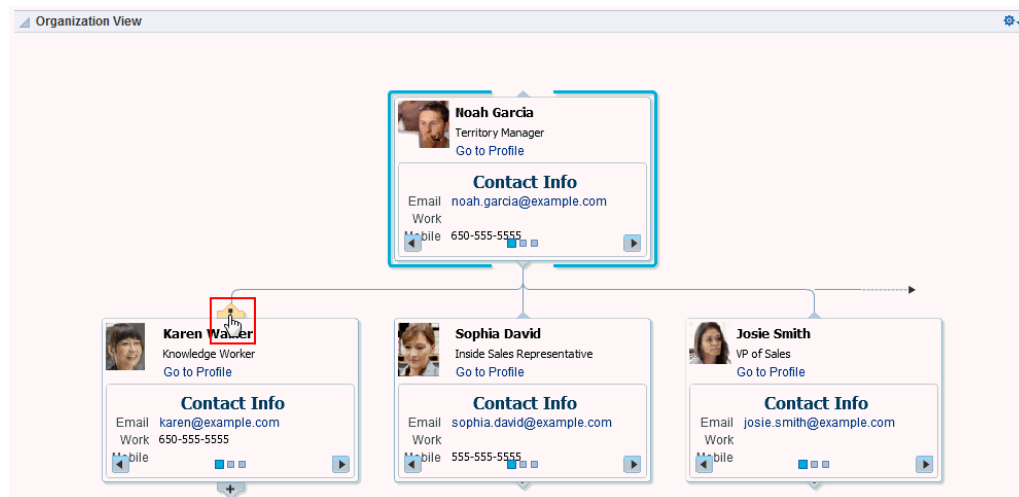 Organization View
Noah Garcia
Territory Manager
Go to Profile
Contact Info
Email noah.garcia@example.com
Work
Mobile 650-555-5555
Karen Walker
Knowledge Worker
Go to Profile
Contact Info
Email karen@example.com
Work 650-555-5555
Mobile
Sophia David
Inside Sales Representative
Go to Profile
Contact Info
Email sophia.david@example.com
Work
Mobile 555-555-5555
Josie Smith
VP of Sales
Go to Profile
Contact Info
Email josie.smith@example.com
Work
Mobile